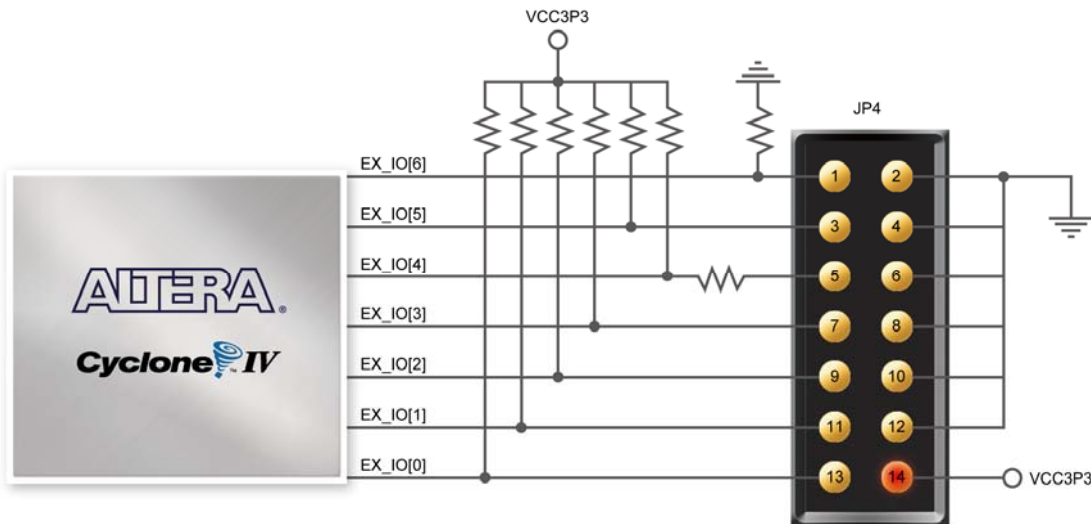 VCC3P3
JP4
EX_IO[6]
1 2
EX_IO[5]
3 4
EX_IO[4]
5 6
EX_IO[3]
7 8
EX_IO[2]
9 10
EX_IO[1]
11 12
EX_IO[0]
13 14
VCC3P3
ALTERA®
Cyclone™ IV